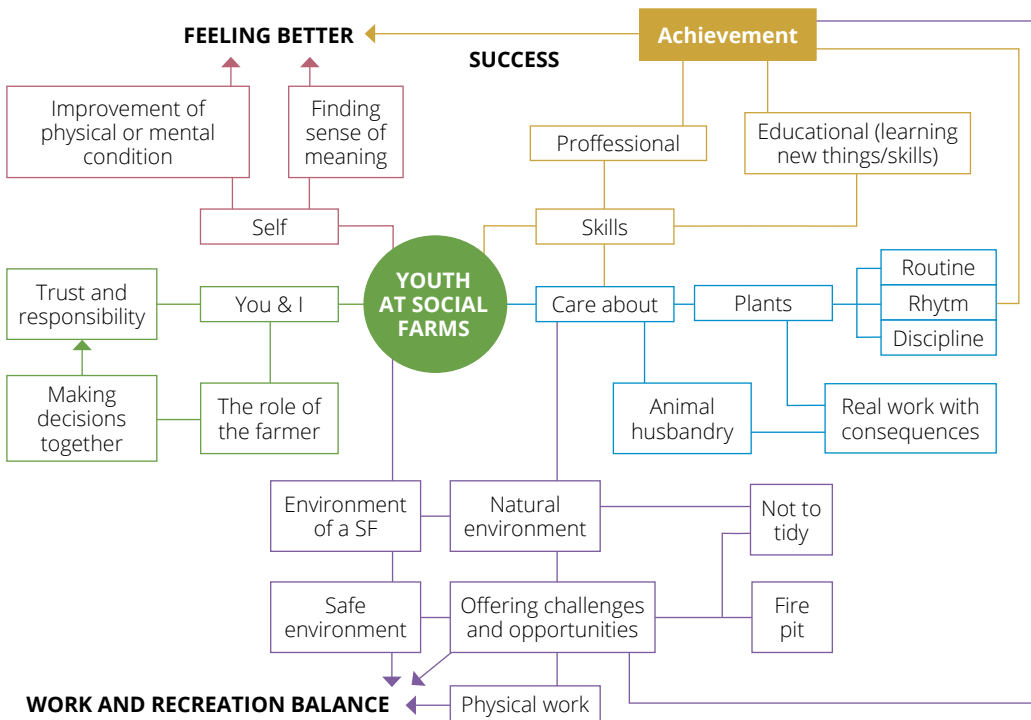 FEELING BETTER
Achievement
SUCCESS
Improvement of
physical or mental
condition
Finding
sense of
meaning
Proffessional
Educational (learning
new things/skills)
Self
Skills
YOUTH
AT SOCIAL
FARMS
Trust and
responsibility
You & I
Care about
Plants
Routine
Rhytm
Discipline
Making
decisions
together
The role of
the farmer
Animal
husbandry
Real work with
consequences
Environment
of a SF
Natural
environment
Not to
tidy
Safe
environment
Offering challenges
and opportunities
Fire
pit
WORK AND RECREATION BALANCE
Physical work